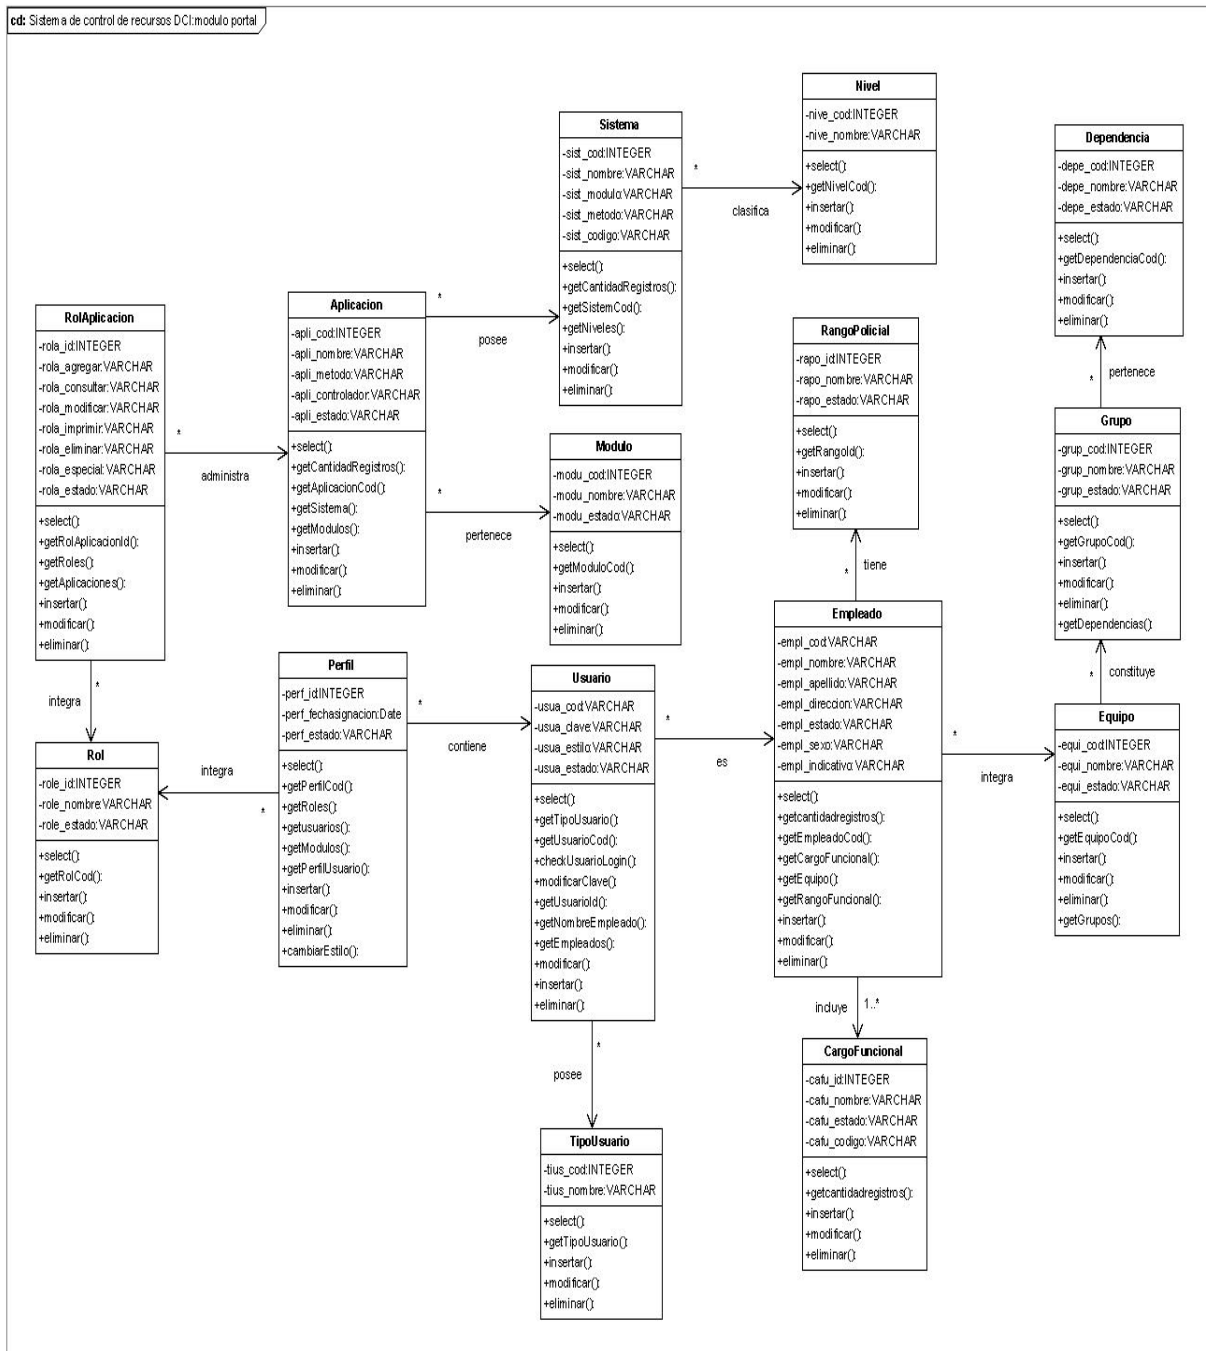 cd: Sistema de control de recursos DCI:modulo portal
Nivel
-nive_cod:INTEGER
-nive_nombre:VARCHAR
+select():
+getNivelCod():
+insertar():
+modificar():
+eliminar():
Sistema
-sist_cod:INTEGER
-sist_nombre:VARCHAR
-sist_modulo:VARCHAR
-sist_metodo:VARCHAR
-sist_codigo:VARCHAR
+select():
+getCantidadRegistros():
+getSistemCod():
+getNiveles():
+insertar():
+modificar():
+eliminar():
*
clasifica
Dependencia
-depe_cod:INTEGER
-depe_nombre:VARCHAR
-depe_estado:VARCHAR
+select():
+getDependenciaCod():
+insertar():
+modificar():
+eliminar():
RolAplicacion
-rola_id:INTEGER
-rola_agregar:VARCHAR
-rola_consultar:VARCHAR
-rola_modificar:VARCHAR
-rola_imprimir:VARCHAR
-rola_eliminar:VARCHAR
-rola_especial:VARCHAR
-rola_estado:VARCHAR
+select():
+getRolAplicacionId():
+getRoles():
+getAplicaciones():
+insertar():
+modificar():
+eliminar():
*
administra
Aplicacion
-apli_cod:INTEGER
-apli_nombre:VARCHAR
-apli_metodo:VARCHAR
-apli_controlador:VARCHAR
-apli_estado:VARCHAR
+select():
+getCantidadRegistros():
+getAplicacionCod():
+getSistema():
+getModulos():
+insertar():
+modificar():
+eliminar():
*
posee
*
pertenece
Modulo
-modu_cod:INTEGER
-modu_nombre:VARCHAR
-modu_estado:VARCHAR
+select():
+getModuloCod():
+insertar():
+modificar():
+eliminar():
RangoPolicial
-rapo_id:INTEGER
-rapo_nombre:VARCHAR
-rapo_estado:VARCHAR
+select():
+getRangoId():
+insertar():
+modificar():
+eliminar():
* tiene
* pertenece
Grupo
-grup_cod:INTEGER
-grup_nombre:VARCHAR
-grup_estado:VARCHAR
+select():
+getGrupoCod():
+insertar():
+modificar():
+eliminar():
+getDependencias():
* constituye
*
integra
Rol
-role_id:INTEGER
-role_nombre:VARCHAR
-role_estado:VARCHAR
+select():
+getRolCod():
+insertar():
+modificar():
+eliminar():
integra
*
Perfil
-perf_id:INTEGER
-perf_fechasignacion:Date
-perf_estado:VARCHAR
+select():
+getPerfilCod():
+getRoles():
+getusuarios():
+getModulos():
+getPerfilUsuario():
+insertar():
+modificar():
+eliminar():
+cambiarEstilo():
*
contiene
Usuario
-usua_cod:VARCHAR
-usua_clave:VARCHAR
-usua_estilo:VARCHAR
-usua_estado:VARCHAR
+select():
+getTipoUsuario():
+getUsuarioCod():
+checkUsuarioLogin():
+modificarClave():
+getUsuarioId():
+getNombreEmpleado():
+getEmpleados():
+modificar():
+insertar():
+eliminar():
*
es
Empleado
-empl_cod:VARCHAR
-empl_nombre:VARCHAR
-empl_apellido:VARCHAR
-empl_direccion:VARCHAR
-empl_estado:VARCHAR
-empl_sexo:VARCHAR
-empl_indicativo:VARCHAR
+select():
+getcantidadregistros():
+getEmpleadoCod():
+getCargoFuncional():
+getEquipo():
+getRangoFuncional():
+insertar():
+modificar():
+eliminar():
*
integra
Equipo
-equi_cod:INTEGER
-equi_nombre:VARCHAR
-equi_estado:VARCHAR
+select():
+getEquipoCod():
+insertar():
+modificar():
+eliminar():
+getGrupos():
incluye 1..*
*
posee
CargoFuncional
-cafu_id:INTEGER
-cafu_nombre:VARCHAR
-cafu_estado:VARCHAR
-cafu_codigo:VARCHAR
+select():
+getcantidadregistros():
+insertar():
+modificar():
+eliminar():
TipoUsuario
-tius_cod:INTEGER
-tius_nombre:VARCHAR
+select():
+getTipoUsuario():
+insertar():
+modificar():
+eliminar():